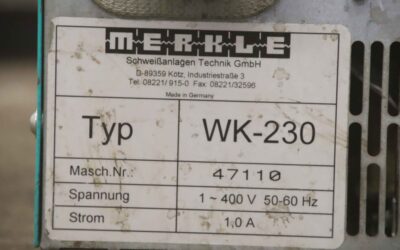 MERKLE
Schweißanlagen Technik GmbH
D-89359 Kötz, Industriestraße 3
Tel. 08221/ 915-0 Fax: 08221/32596
Made in Germany
Typ WK-230
Masch.Nr.: 47110
Spannung 1~ 400 V 50-60 Hz
Strom 1.0 A